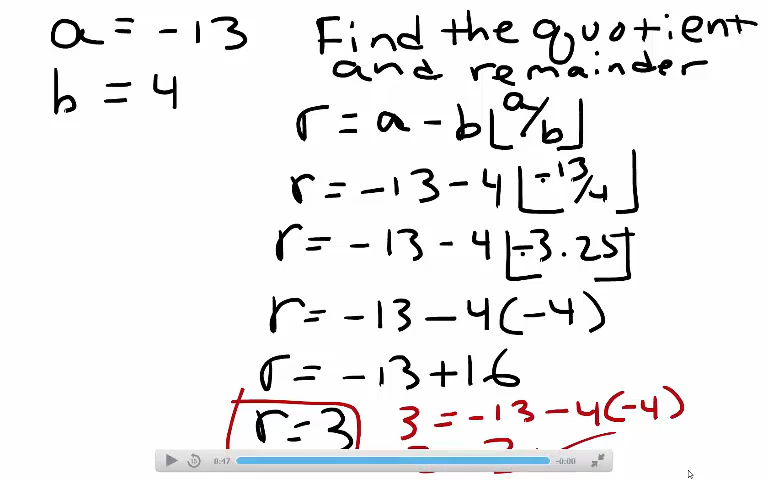 a = -13 Find the quotient
b = 4 and remainder
r = a - b⌊a/b⌋
r = -13 - 4⌊-13/4⌋
r = -13 - 4⌊-3.25⌋
r = -13 - 4(-4)
r = -13 + 16
r = 3 3 = -13 - 4(-4)
0:47 -0:00